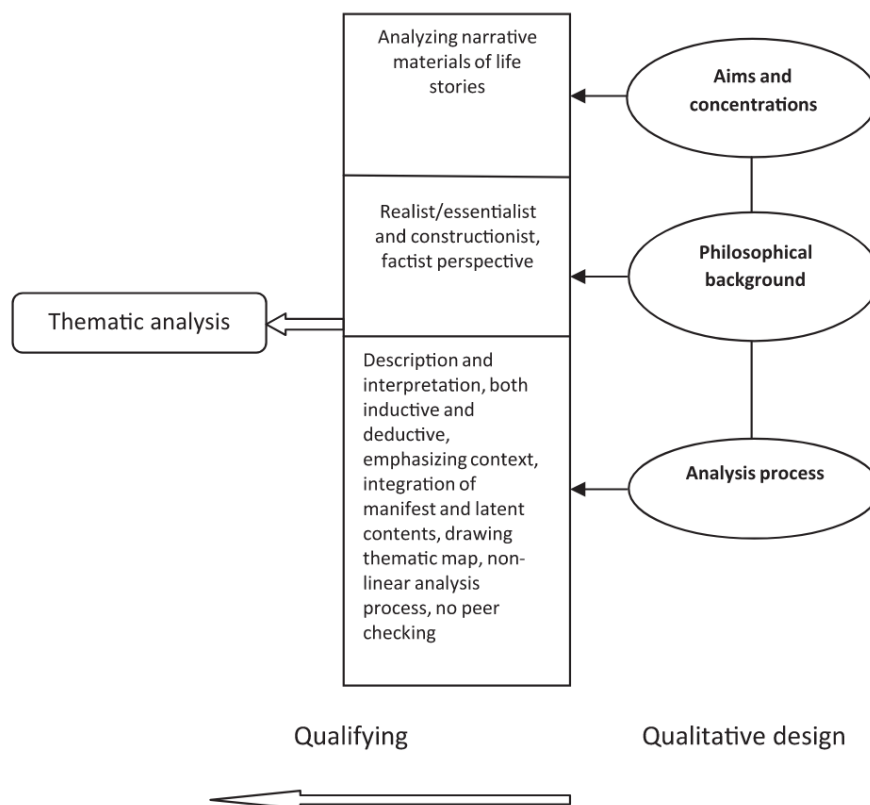 Analyzing narrative
materials of life
stories
Aims and
concentrations
Realist/essentialist
and constructionist,
factist perspective
Philosophical
background
Thematic analysis
Description and
interpretation, both
inductive and
deductive,
emphasizing context,
integration of
manifest and latent
contents, drawing
thematic map, non-
linear analysis
process, no peer
checking
Analysis process
Qualifying
Qualitative design